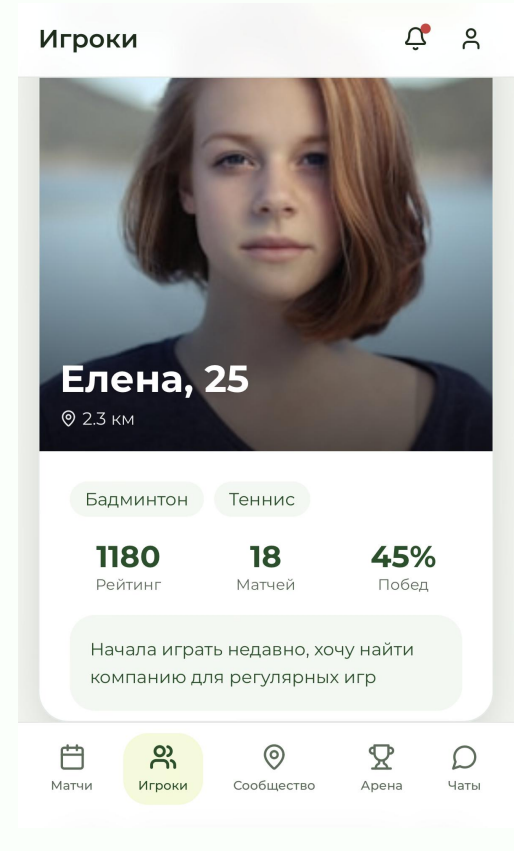 Игроки
Елена, 25
2.3 км
Бадминтон Теннис
1180 18 45%
Рейтинг Матчей Побед
Начала играть недавно, хочу найти
компанию для регулярных игр
Матчи Игроки Сообщество Арена Чаты